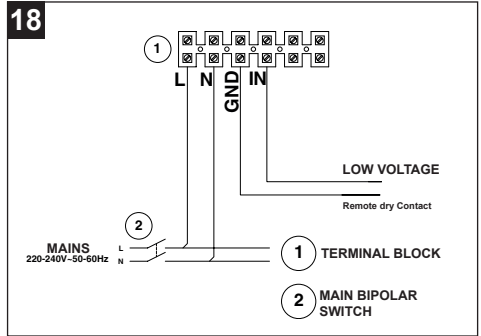 18
1
L N GND IN
LOW VOLTAGE
Remote dry Contact
2
MAINS
220-240V~50-60Hz
L
N
1 TERMINAL BLOCK
2 MAIN BIPOLAR
SWITCH